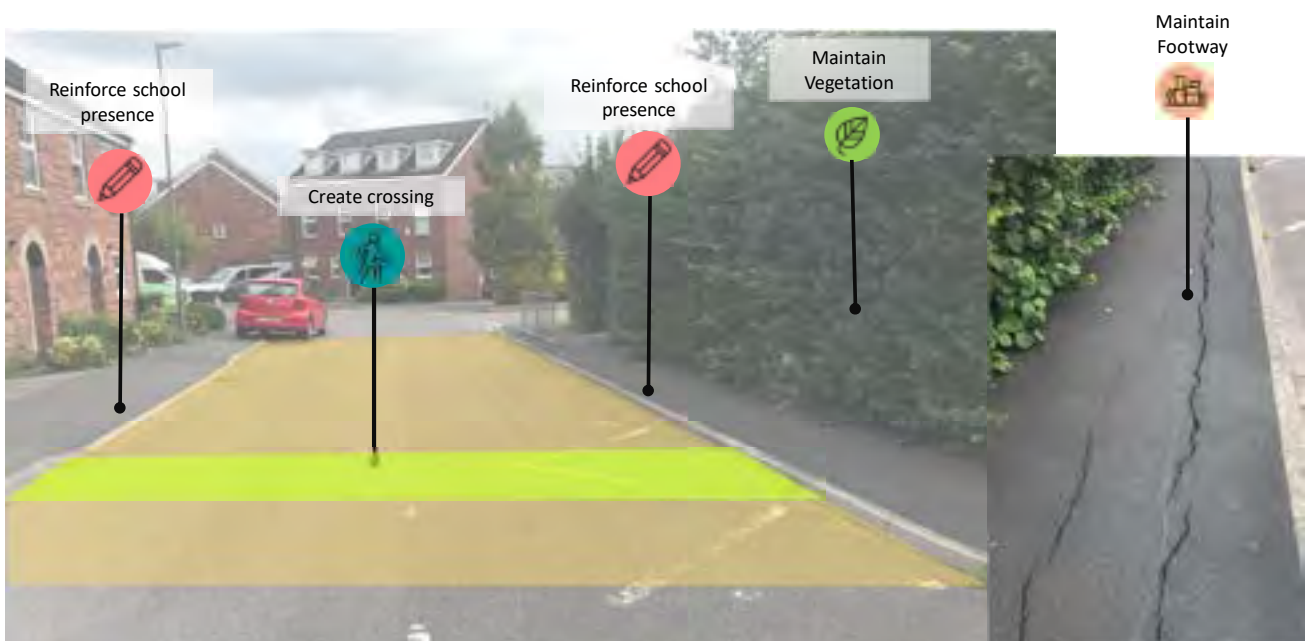 Maintain
Footway
Reinforce school
presence
Reinforce school
presence
Maintain
Vegetation
Create crossing